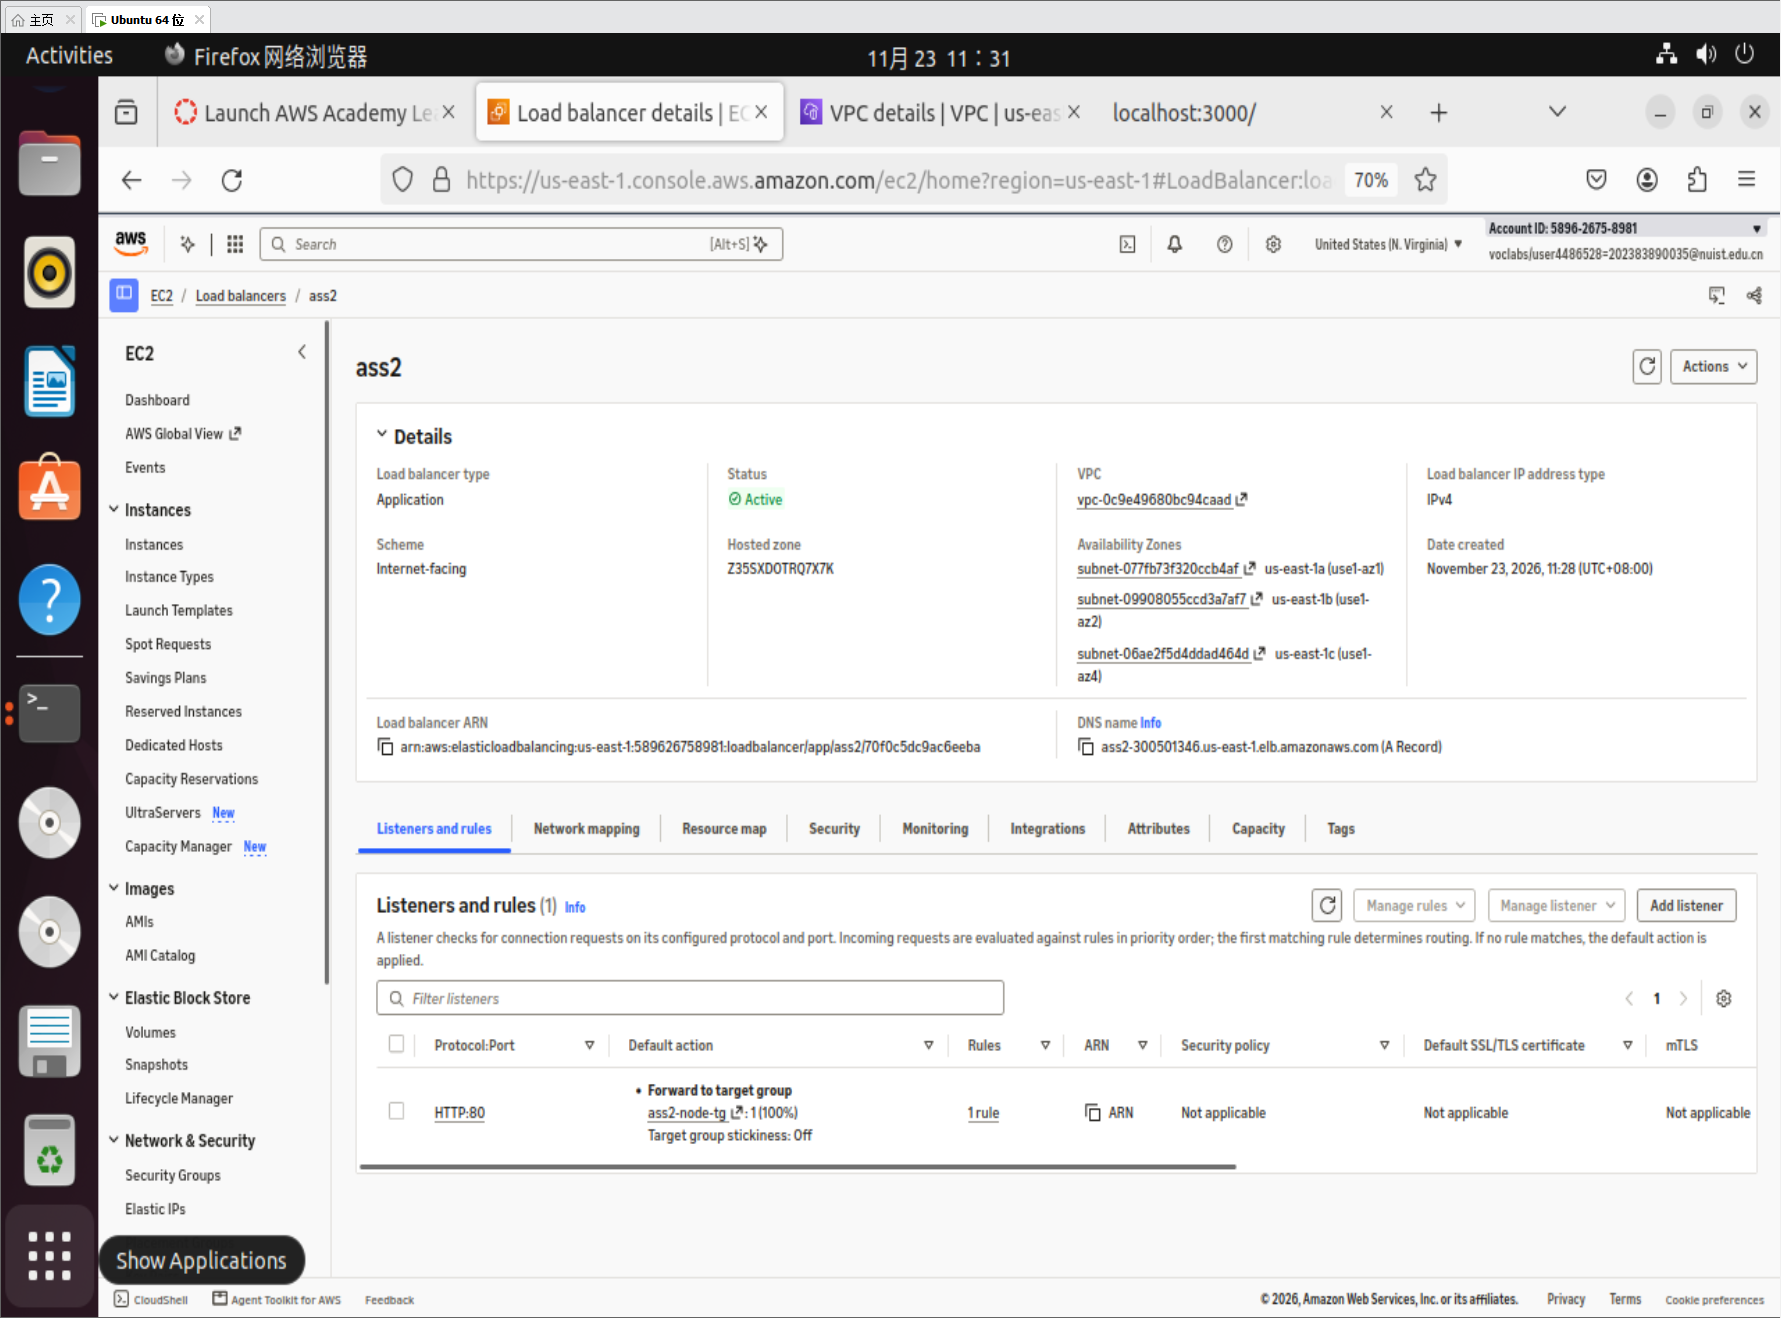 主页
Ubuntu 64 位
Activities
Firefox 网络浏览器
11月 23 11：31
Launch AWS Academy Le
Load balancer details | EC
VPC details | VPC | us-eas
localhost:3000/
https://us-east-1.console.aws.amazon.com/ec2/home?region=us-east-1#LoadBalancer:loa
70%
aws
Search
[Alt+S]
United States (N. Virginia)
Account ID: 5896-2675-8981
voclabs/user4486528=202383890035@nuist.edu.cn
EC2 / Load balancers / ass2
EC2
Dashboard
AWS Global View
Events
Instances
Instances
Instance Types
Launch Templates
Spot Requests
Savings Plans
Reserved Instances
Dedicated Hosts
Capacity Reservations
UltraServers New
Capacity Manager New
Images
AMIs
AMI Catalog
Elastic Block Store
Volumes
Snapshots
Lifecycle Manager
Network & Security
Security Groups
Elastic IPs
Show Applications
ass2
Actions
Details
Load balancer type
Application
Status
Active
VPC
vpc-0c9e49680bc94caad
Load balancer IP address type
IPv4
Scheme
Internet-facing
Hosted zone
Z35SXDOTRQ7X7K
Availability Zones
subnet-077fb73f320ccb4af us-east-1a (use1-az1)
subnet-09908055ccd3a7af7 us-east-1b (use1-
az2)
subnet-06ae2f5d4ddad464d us-east-1c (use1-
az4)
Date created
November 23, 2026, 11:28 (UTC+08:00)
Load balancer ARN
arn:aws:elasticloadbalancing:us-east-1:589626758981:loadbalancer/app/ass2/70f0c5dc9ac6eeba
DNS name Info
ass2-300501346.us-east-1.elb.amazonaws.com (A Record)
Listeners and rules
Network mapping
Resource map
Security
Monitoring
Integrations
Attributes
Capacity
Tags
Listeners and rules (1) Info
Manage rules
Manage listener
Add listener
A listener checks for connection requests on its configured protocol and port. Incoming requests are evaluated against rules in priority order; the first matching rule determines routing. If no rule matches, the default action is
applied.
Filter listeners
1
Protocol:Port
Default action
Rules
ARN
Security policy
Default SSL/TLS certificate
mTLS
HTTP:80
• Forward to target group
ass2-node-tg : 1 (100%)
Target group stickiness: Off
1 rule
ARN
Not applicable
Not applicable
Not applicable
CloudShell
Agent Toolkit for AWS
Feedback
© 2026, Amazon Web Services, Inc. or its affiliates.
Privacy
Terms
Cookie preferences